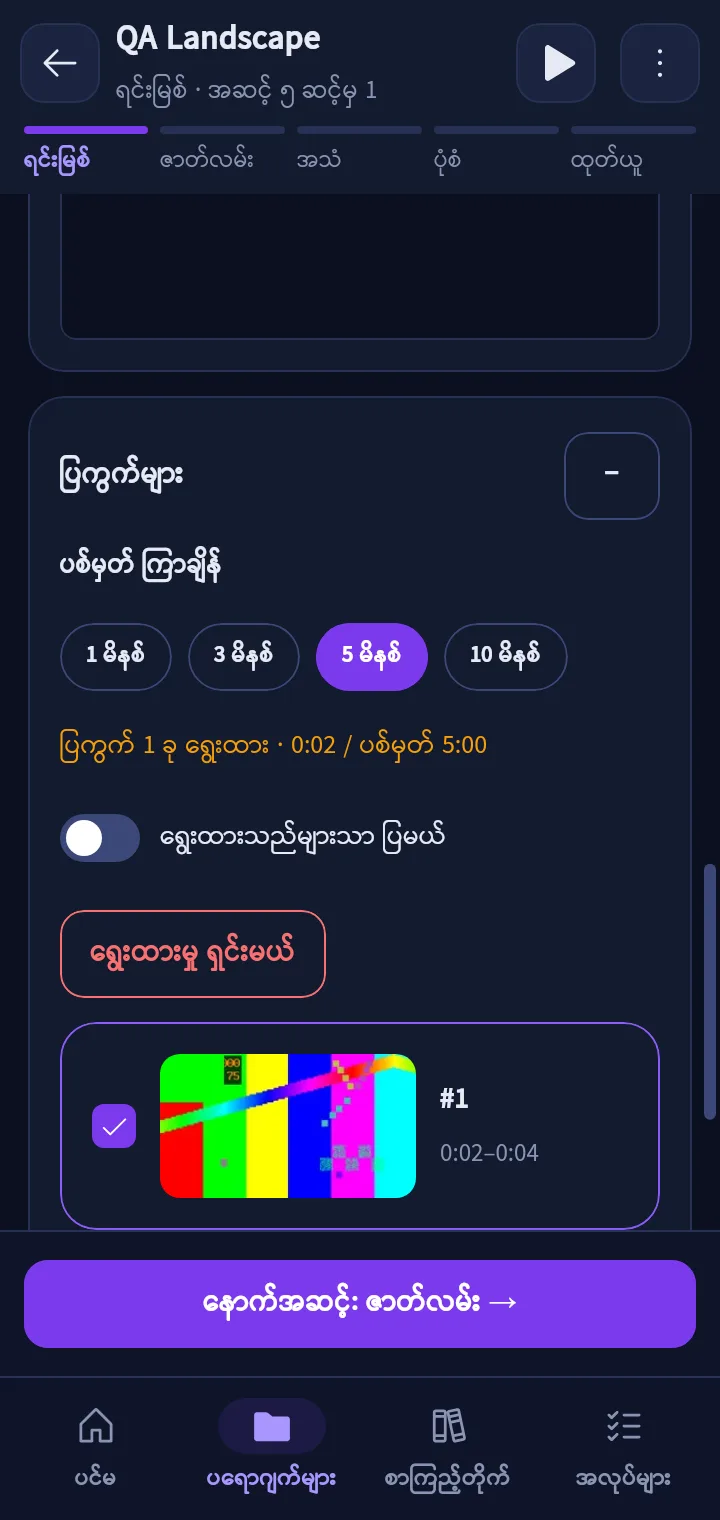 QA Landscape
ရင်းမြစ် · အဆင့် ၅ ဆင့်မှ 1
ရင်းမြစ်
ဇာတ်လမ်း
အသံ
ပုံစံ
ထုတ်ယူ
ပြကွက်များ
−
ပစ်မှတ် ကြာချိန်
1 မိနစ်
3 မိနစ်
5 မိနစ်
10 မိနစ်
ပြကွက် 1 ခု ရွေးထား · 0:02 / ပစ်မှတ် 5:00
ရွေးထားသည်များသာ ပြမယ်
ရွေးထားမှု ရှင်းမယ်
75
#1
0:02–0:04
နောက်အဆင့်: ဇာတ်လမ်း →
ပင်မ
ပရောဂျက်များ
စာကြည့်တိုက်
အလုပ်များ